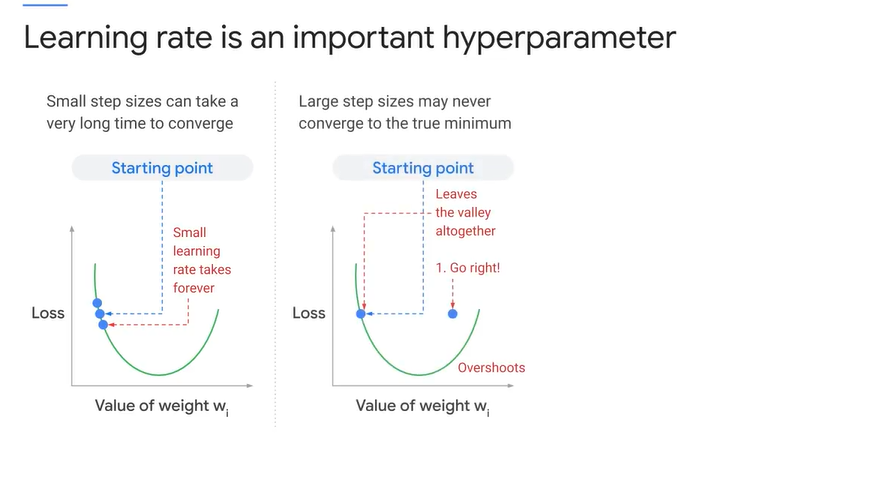 Learning rate is an important hyperparameter
Small step sizes can take a
very long time to converge
Starting point
Small
learning
rate takes
forever
Loss
Value of weight wi
Large step sizes may never
converge to the true minimum
Starting point
Leaves
the valley
altogether
1. Go right!
Loss
Overshoots
Value of weight wi